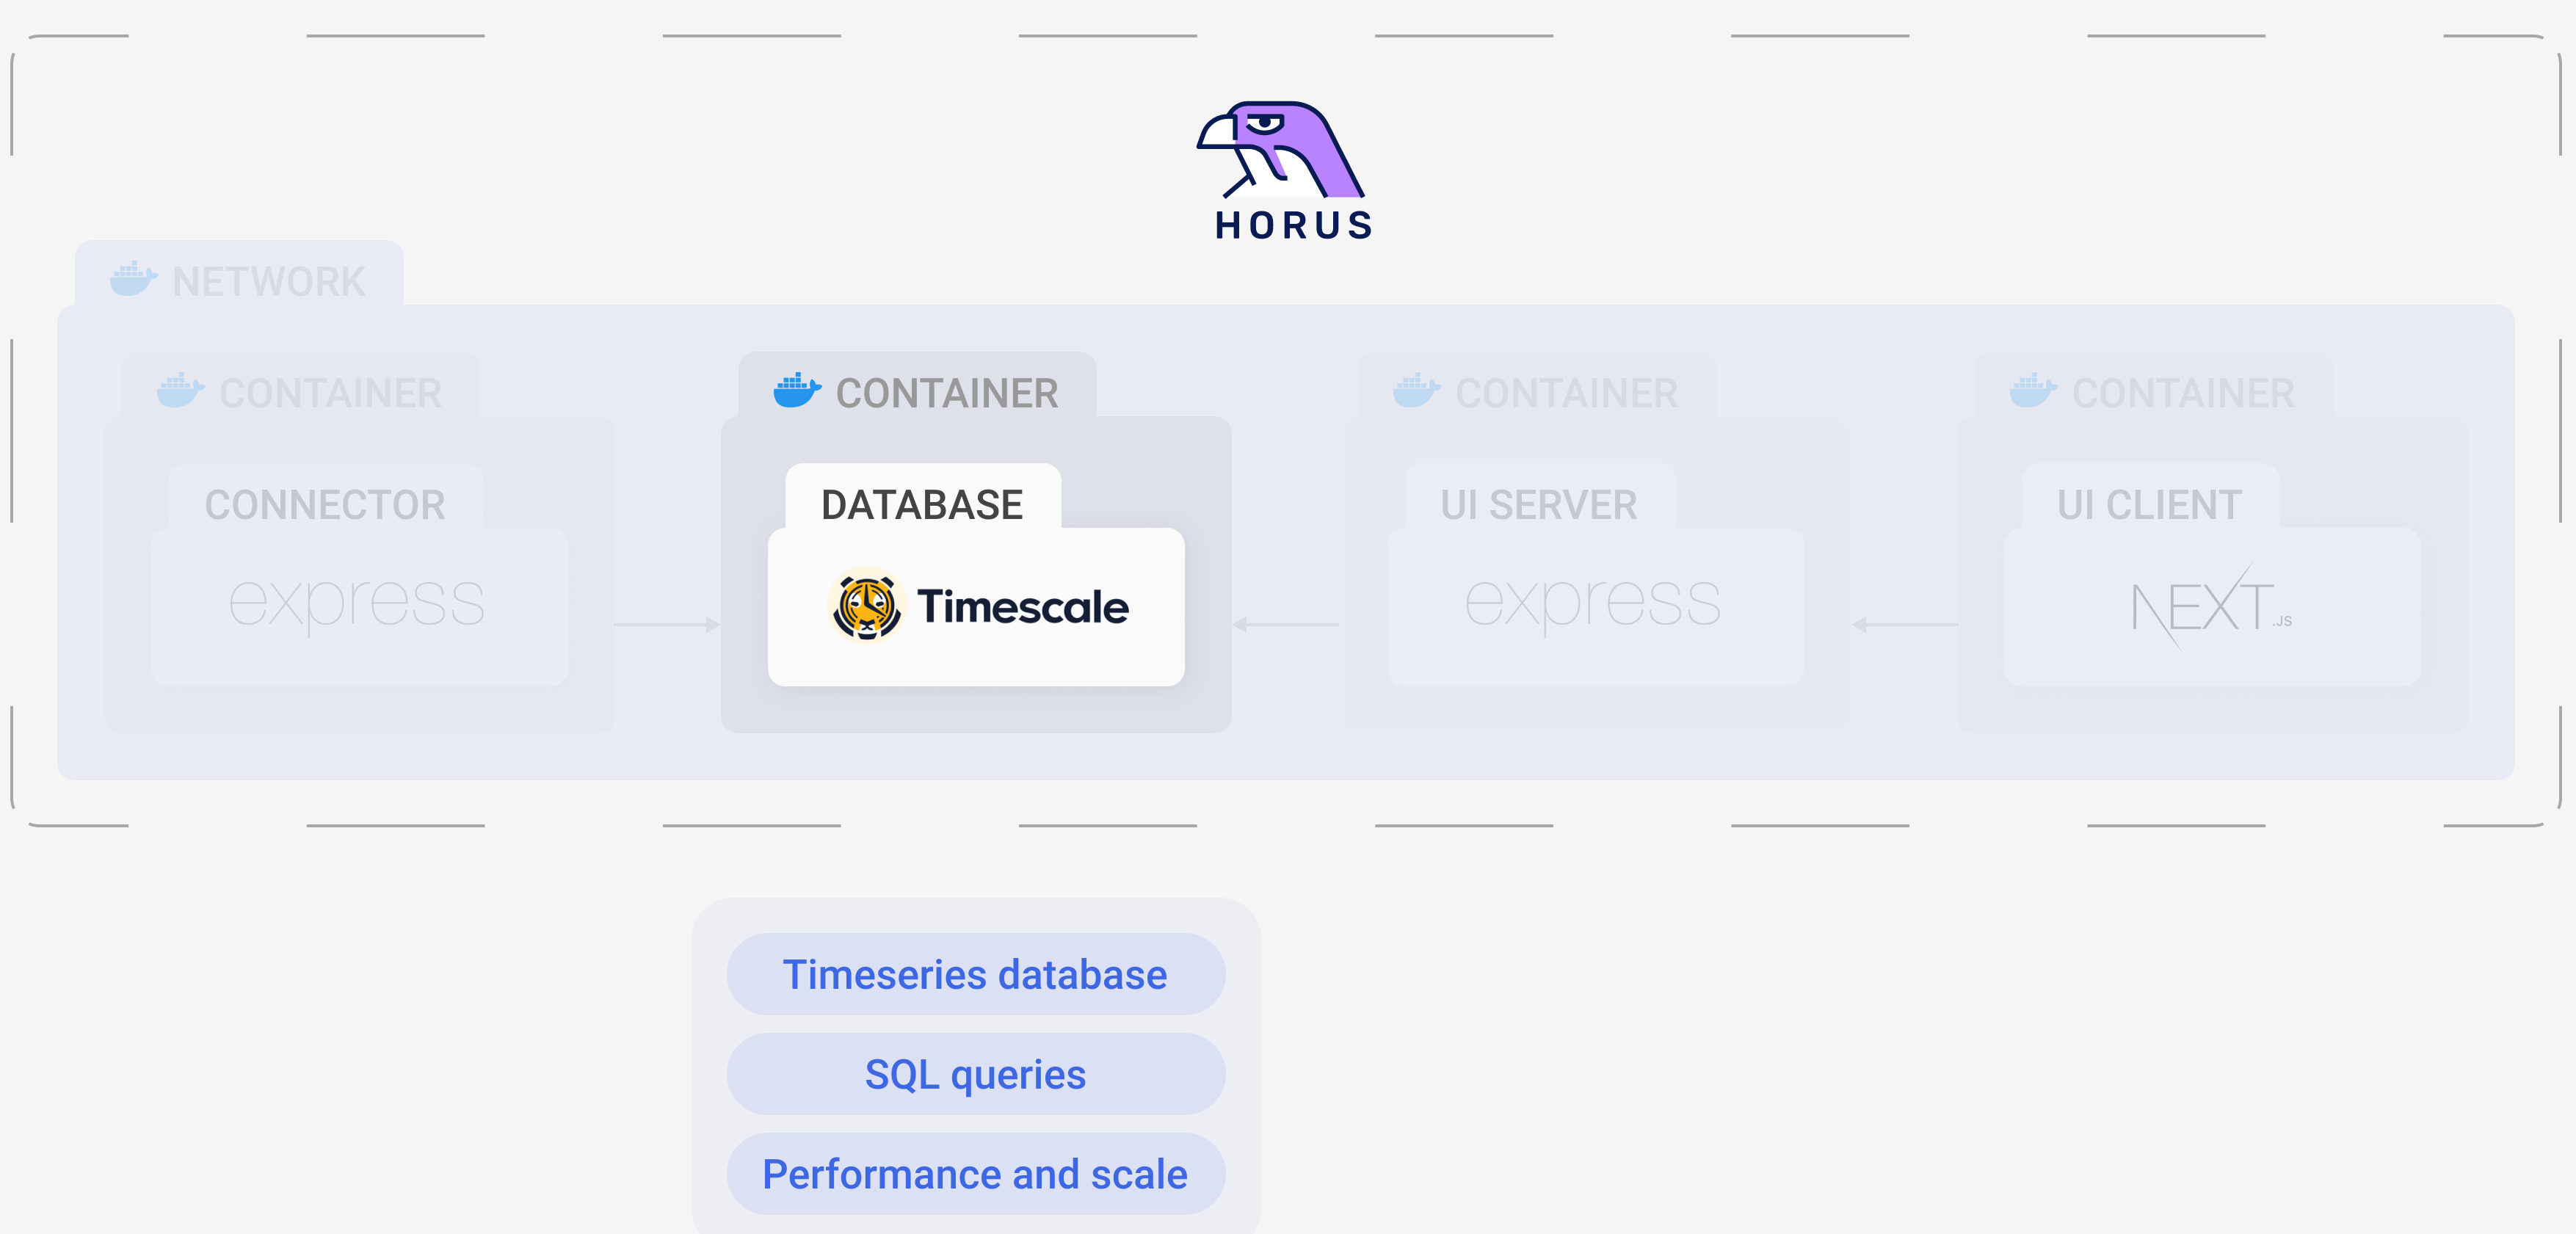 HORUS
NETWORK
CONTAINER
CONNECTOR
express
CONTAINER
DATABASE
Timescale
CONTAINER
UI SERVER
express
CONTAINER
UI CLIENT
NEXT.JS
Timeseries database
SQL queries
Performance and scale